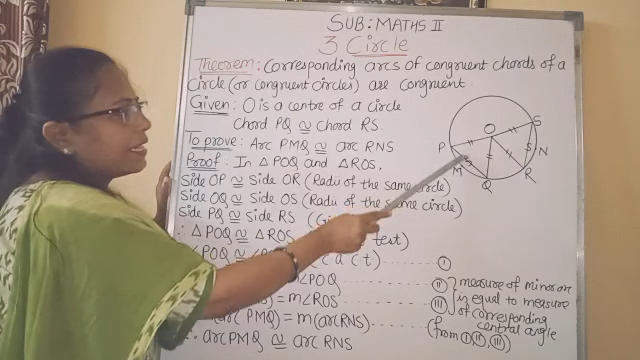 SUB: MATHS II
3 Circle
Theorem: Corresponding arcs of congruent chords of a
circle (or congruent circles) are congruent.
Given: O is a centre of a circle
Chord PQ ≅ chord RS.
To prove: Arc PMQ ≅ arc RNS
Proof: In △POQ and △ROS,
Side OP ≅ Side OR (Radii of the same circle)
Side OQ ≅ Side OS (Radii of the same circle)
Side PQ ≅ Side RS
∴ △POQ ≅ △ROS test)
∠POQ ≅ (c a c t) ........ I
m∠POQ ........ II
= m∠ROS ........ III
(arc PMQ) = m(arc RNS) ........ (from I, II, III)
∴ arc PMQ ≅ arc RNS
measure of minor arc
is equal to measure
of corresponding
central angle
O
S
P
N
M
Q
R